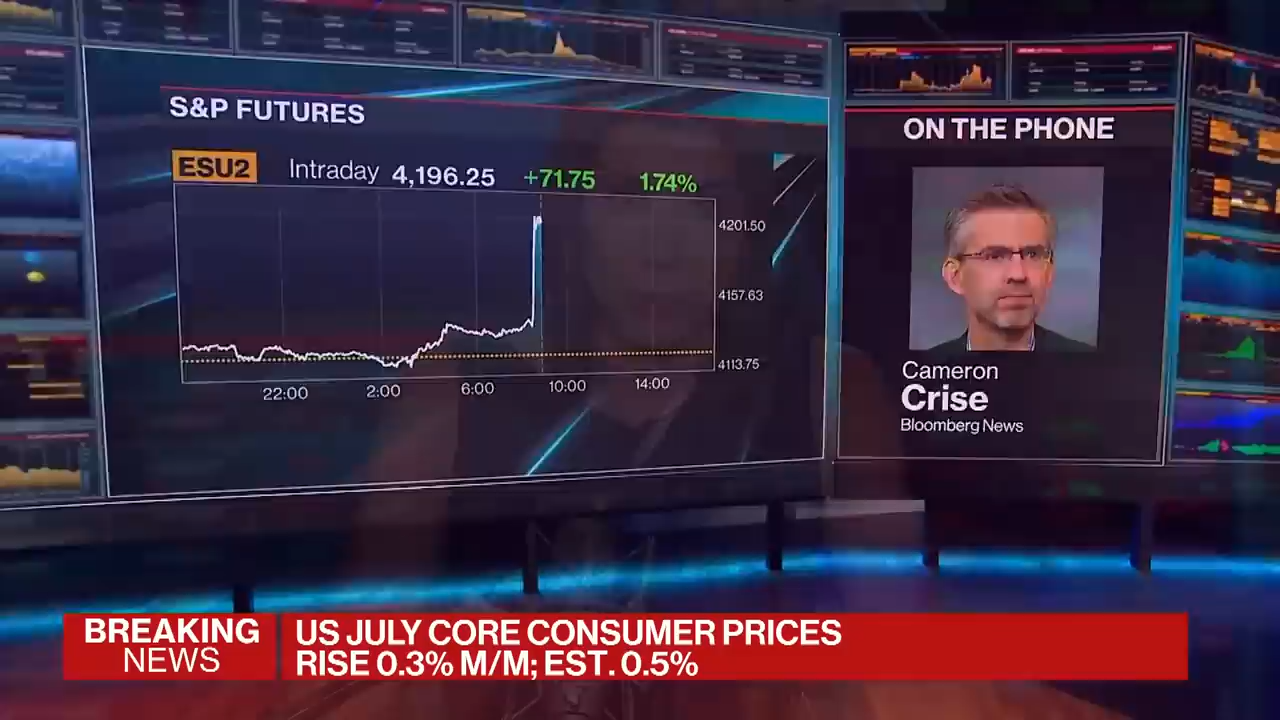 S&P FUTURES
ESU2 Intraday 4,196.25 +71.75 1.74%
4201.50
4157.63
4113.75
22:00 2:00 6:00 10:00 14:00
ON THE PHONE
Cameron
Crise
Bloomberg News
BREAKING
NEWS
US JULY CORE CONSUMER PRICES
RISE 0.3% M/M; EST. 0.5%